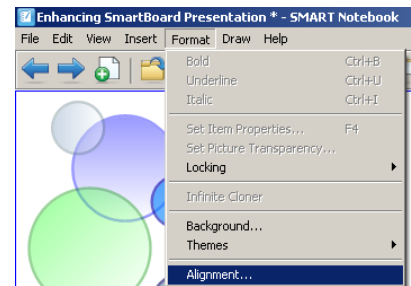 Enhancing SmartBoard Presentation * - SMART Notebook
File Edit View Insert Format Draw Help
Bold Ctrl+B
Underline Ctrl+U
Italic Ctrl+I
Set Item Properties... F4
Set Picture Transparency...
Locking
Infinite Cloner
Background...
Themes
Alignment...